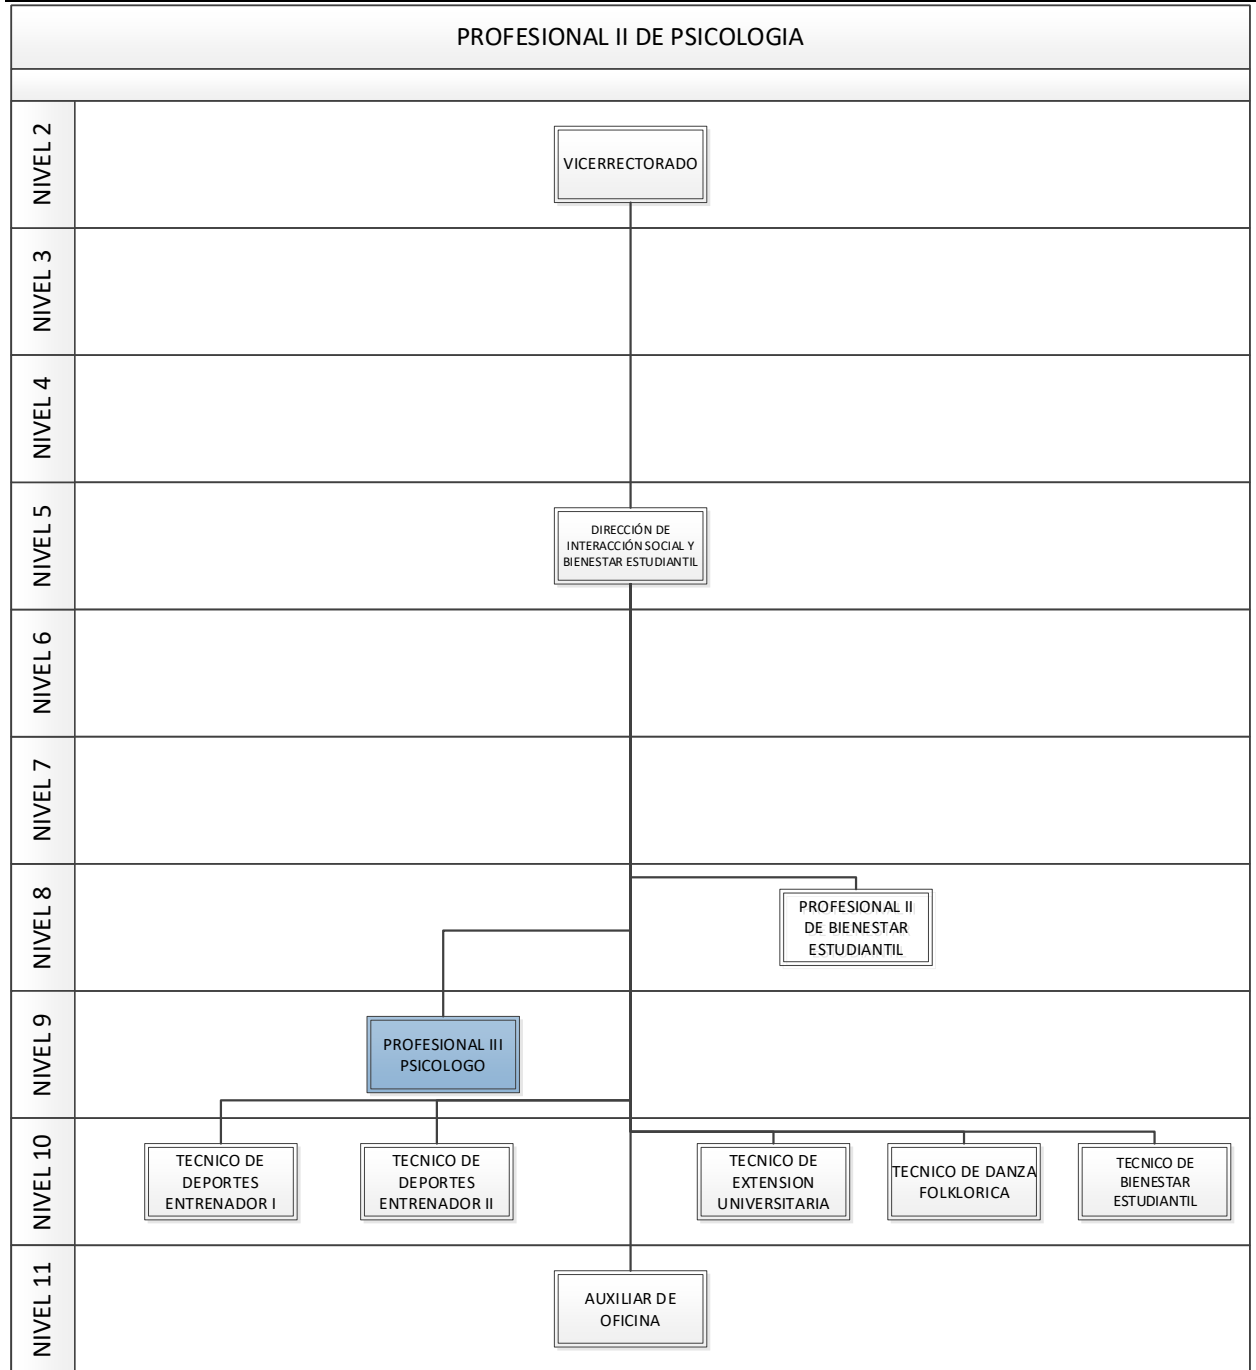 PROFESIONAL II DE PSICOLOGIA
NIVEL 2
VICERRECTORADO
NIVEL 3
NIVEL 4
NIVEL 5
DIRECCIÓN DE
INTERACCIÓN SOCIAL Y
BIENESTAR ESTUDIANTIL
NIVEL 6
NIVEL 7
NIVEL 8
PROFESIONAL II
DE BIENESTAR
ESTUDIANTIL
NIVEL 9
PROFESIONAL III
PSICOLOGO
NIVEL 10
TECNICO DE
DEPORTES
ENTRENADOR I
TECNICO DE
DEPORTES
ENTRENADOR II
TECNICO DE
EXTENSION
UNIVERSITARIA
TECNICO DE DANZA
FOLKLORICA
TECNICO DE
BIENESTAR
ESTUDIANTIL
NIVEL 11
AUXILIAR DE
OFICINA